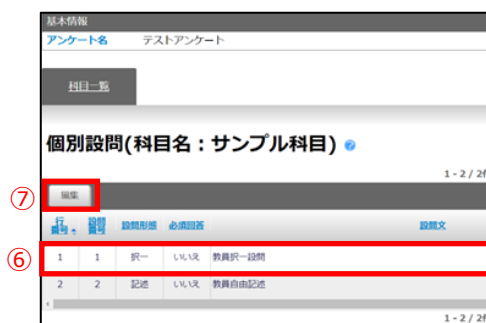 基本情報
アンケート名 テストアンケート
科目一覧
個別設問(科目名：サンプル科目)
1 - 2 / 2件
⑦ 編集
行番号 設問番号 設問形態 必須回答 設問文
⑥ 1 1 択一 いいえ 教員択一設問
2 2 記述 いいえ 教員自由記述
1 - 2 / 2件